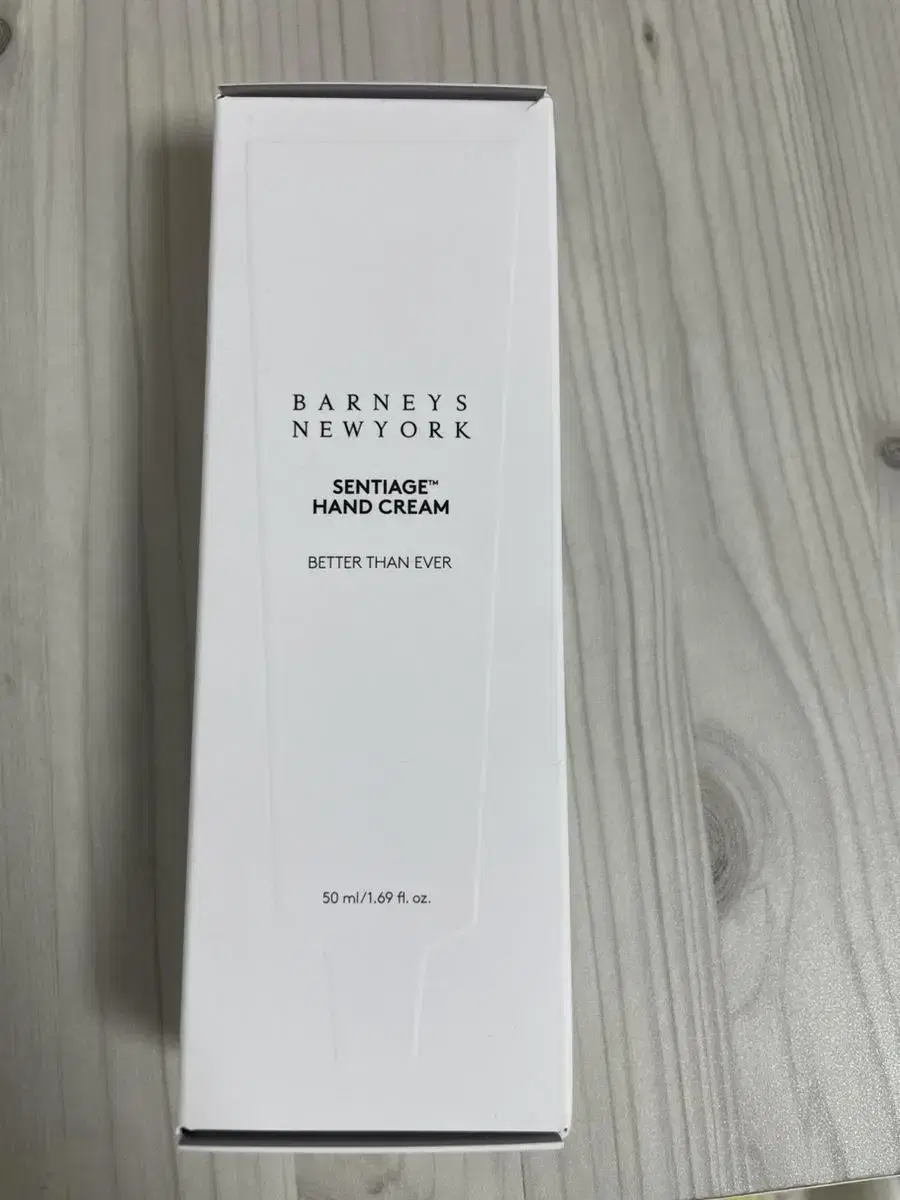 BARNEYS
NEWYORK
SENTIAGE™
HAND CREAM
BETTER THAN EVER
50 ml/1.69 fl. oz.